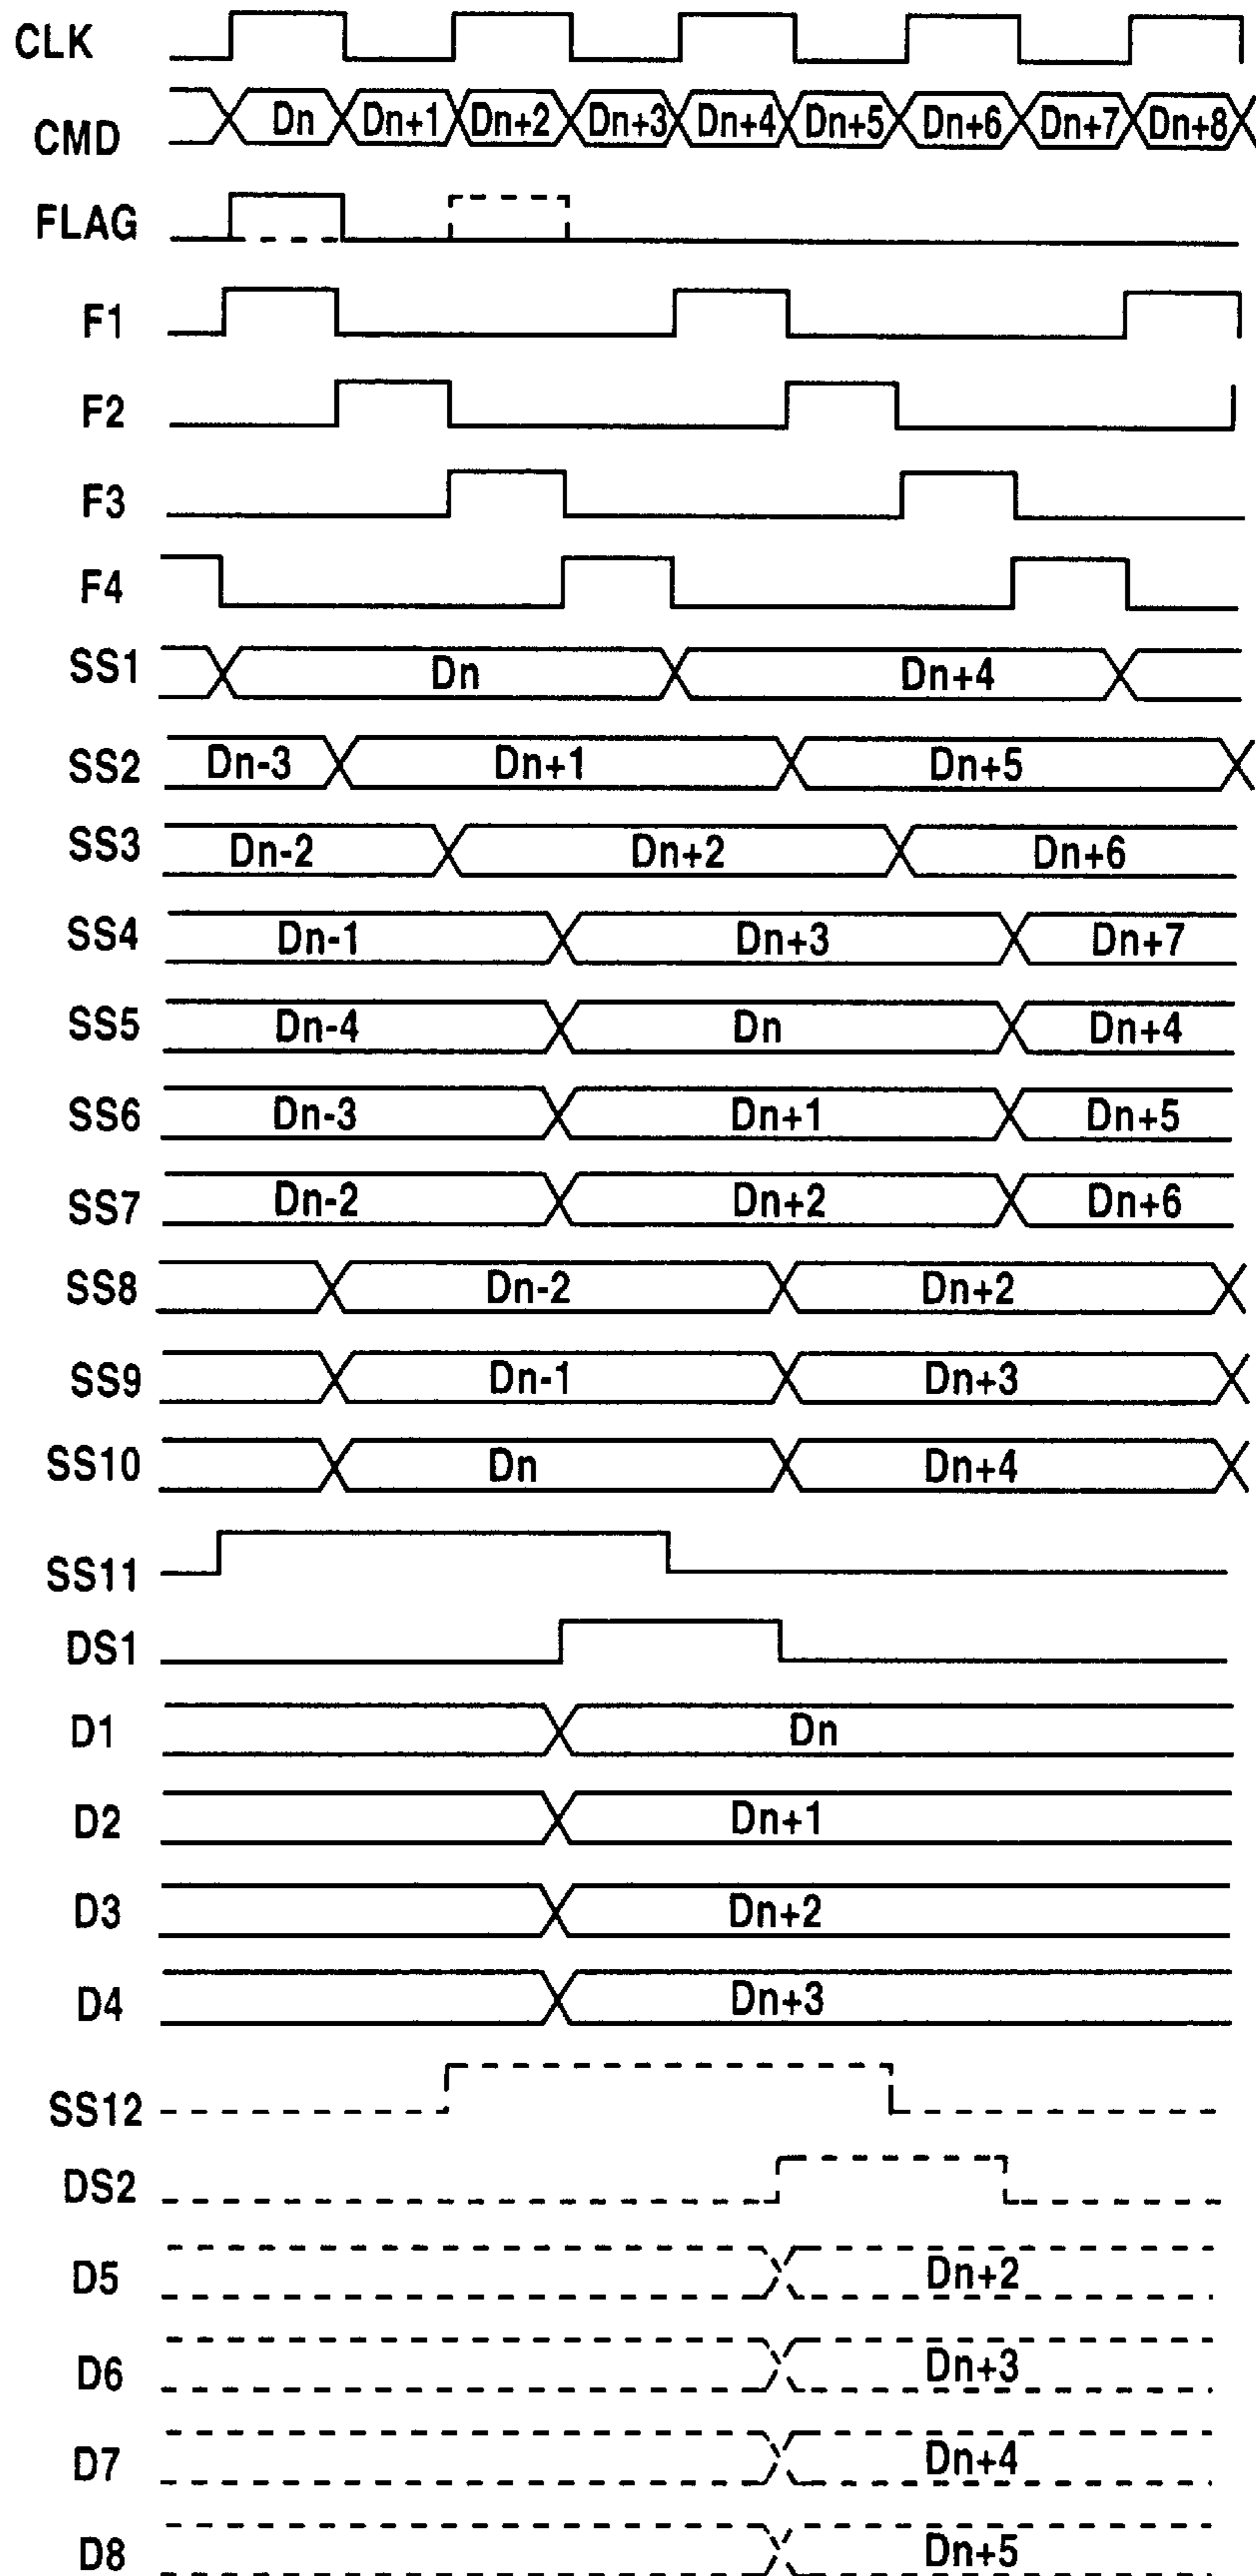 CLK
CMD Dn Dn+1 Dn+2 Dn+3 Dn+4 Dn+5 Dn+6 Dn+7 Dn+8
FLAG
F1
F2
F3
F4
SS1 Dn Dn+4
SS2 Dn-3 Dn+1 Dn+5
SS3 Dn-2 Dn+2 Dn+6
SS4 Dn-1 Dn+3 Dn+7
SS5 Dn-4 Dn Dn+4
SS6 Dn-3 Dn+1 Dn+5
SS7 Dn-2 Dn+2 Dn+6
SS8 Dn-2 Dn+2
SS9 Dn-1 Dn+3
SS10 Dn Dn+4
SS11
DS1
D1 Dn
D2 Dn+1
D3 Dn+2
D4 Dn+3
SS12
DS2
D5 Dn+2
D6 Dn+3
D7 Dn+4
D8 Dn+5